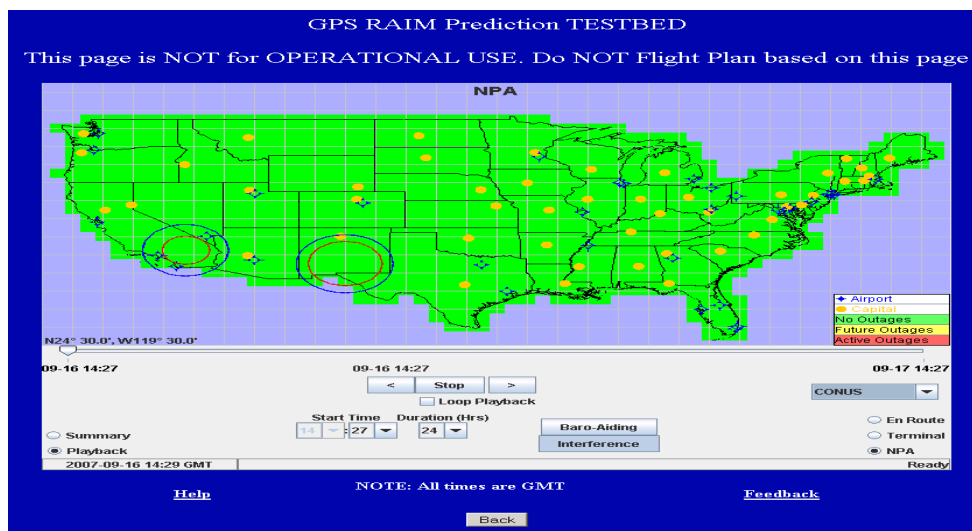 GPS RAIM Prediction TESTBED
This page is NOT for OPERATIONAL USE. Do NOT Flight Plan based on this page
NPA
Airport
Capital
No Outages
Future Outages
Active Outages
N24° 30.0', W119° 30.0'
09-16 14:27 09-16 14:27 09-17 14:27
< Stop >
CONUS
Loop Playback
Start Time Duration (Hrs)
14 :27 24
Baro-Aiding
Interference
En Route
Terminal
NPA
Summary
Playback
2007-09-16 14:29 GMT Ready
Help NOTE: All times are GMT Feedback
Back